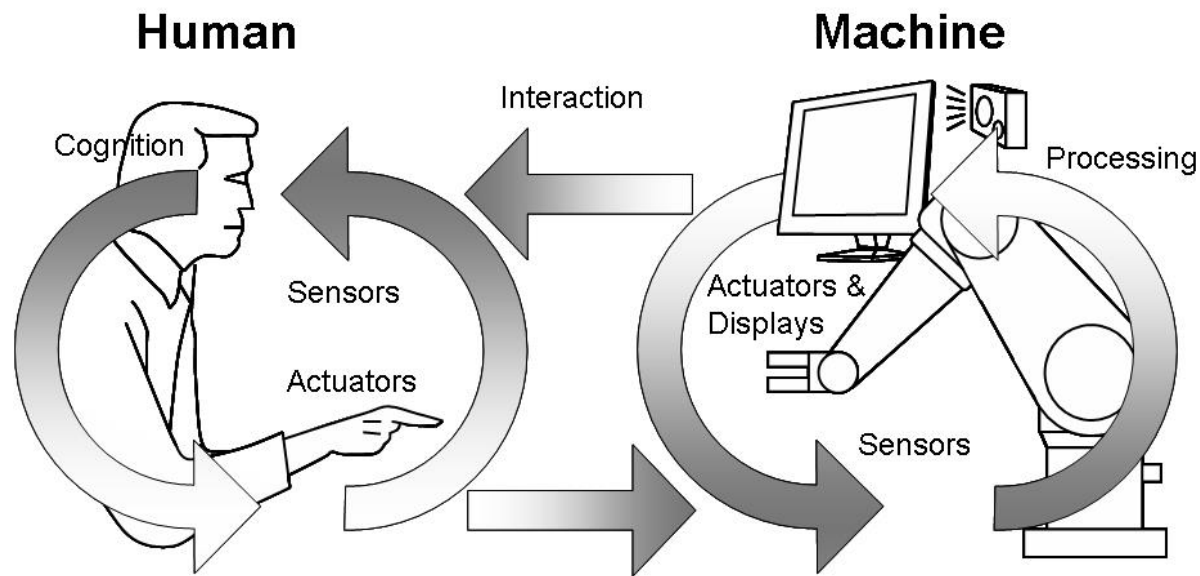 Human
Machine
Interaction
Cognition
Processing
Sensors
Actuators &
Displays
Actuators
Sensors